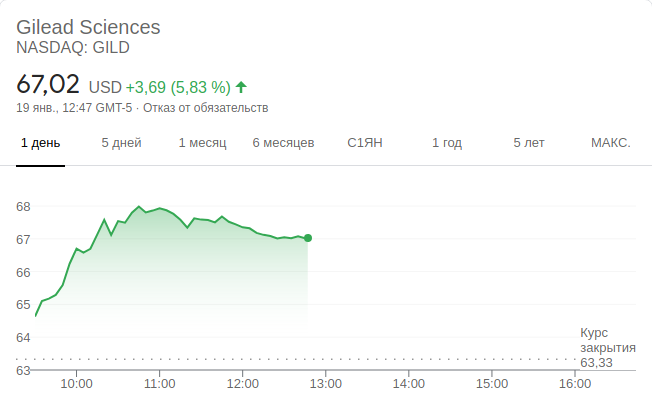 Gilead Sciences
NASDAQ: GILD
67,02 USD +3,69 (5,83 %)
19 янв., 12:47 GMT-5 · Отказ от обязательств
1 день 5 дней 1 месяц 6 месяцев С1ЯН 1 год 5 лет МАКС.
68
67
66
65
64
63
Курс
закрытия
63,33
10:00 11:00 12:00 13:00 14:00 15:00 16:00